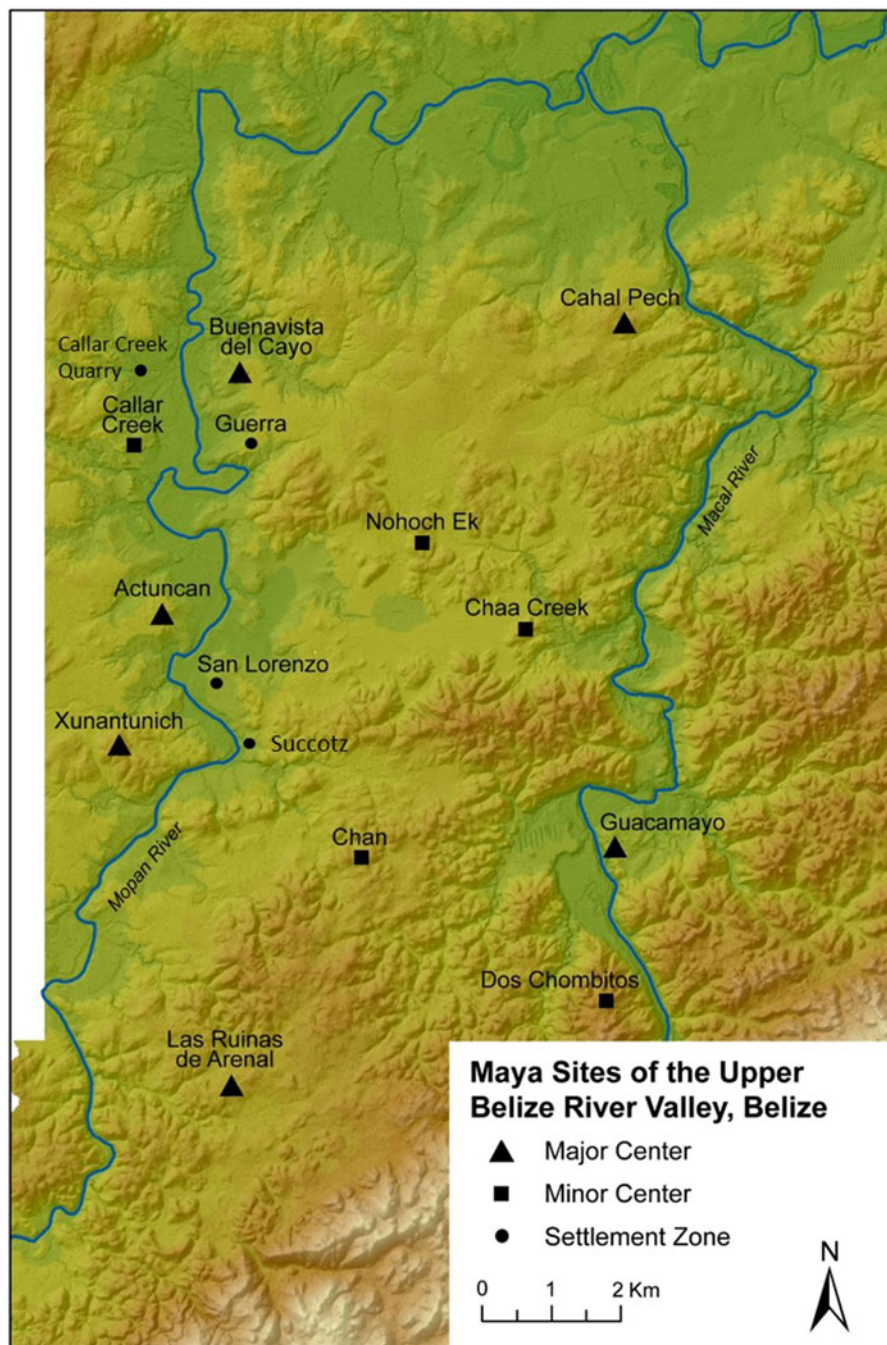 Cahal Pech
Buenavista
del Cayo
Callar Creek
Quarry
Callar
Creek
Guerra
Macal River
Nohoch Ek
Actuncan
Chaa Creek
San Lorenzo
Xunantunich
Succotz
Mopan River
Chan
Guacamayo
Dos Chombitos
Las Ruinas
de Arenal
Maya Sites of the Upper
Belize River Valley, Belize
Major Center
Minor Center
Settlement Zone
N
0 2 Km